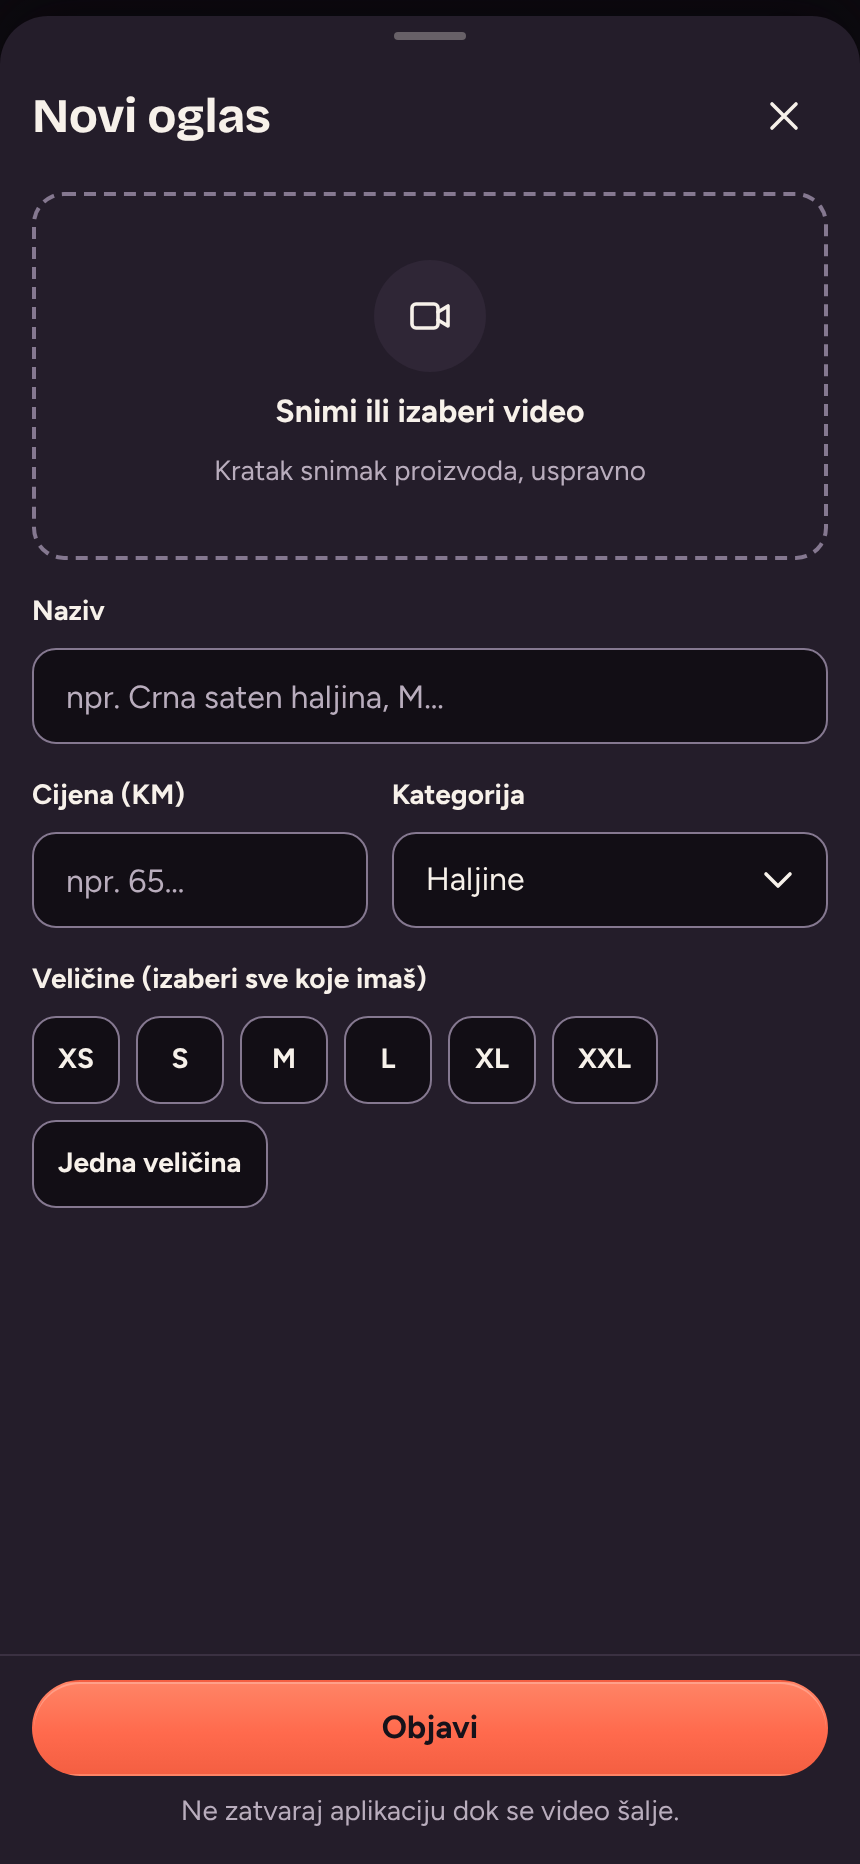 Novi oglas
Snimi ili izaberi video
Kratak snimak proizvoda, uspravno
Naziv
npr. Crna saten haljina, M...
Cijena (KM)
Kategorija
npr. 65...
Haljine
Veličine (izaberi sve koje imaš)
XS S M L XL XXL
Jedna veličina
Objavi
Ne zatvaraj aplikaciju dok se video šalje.